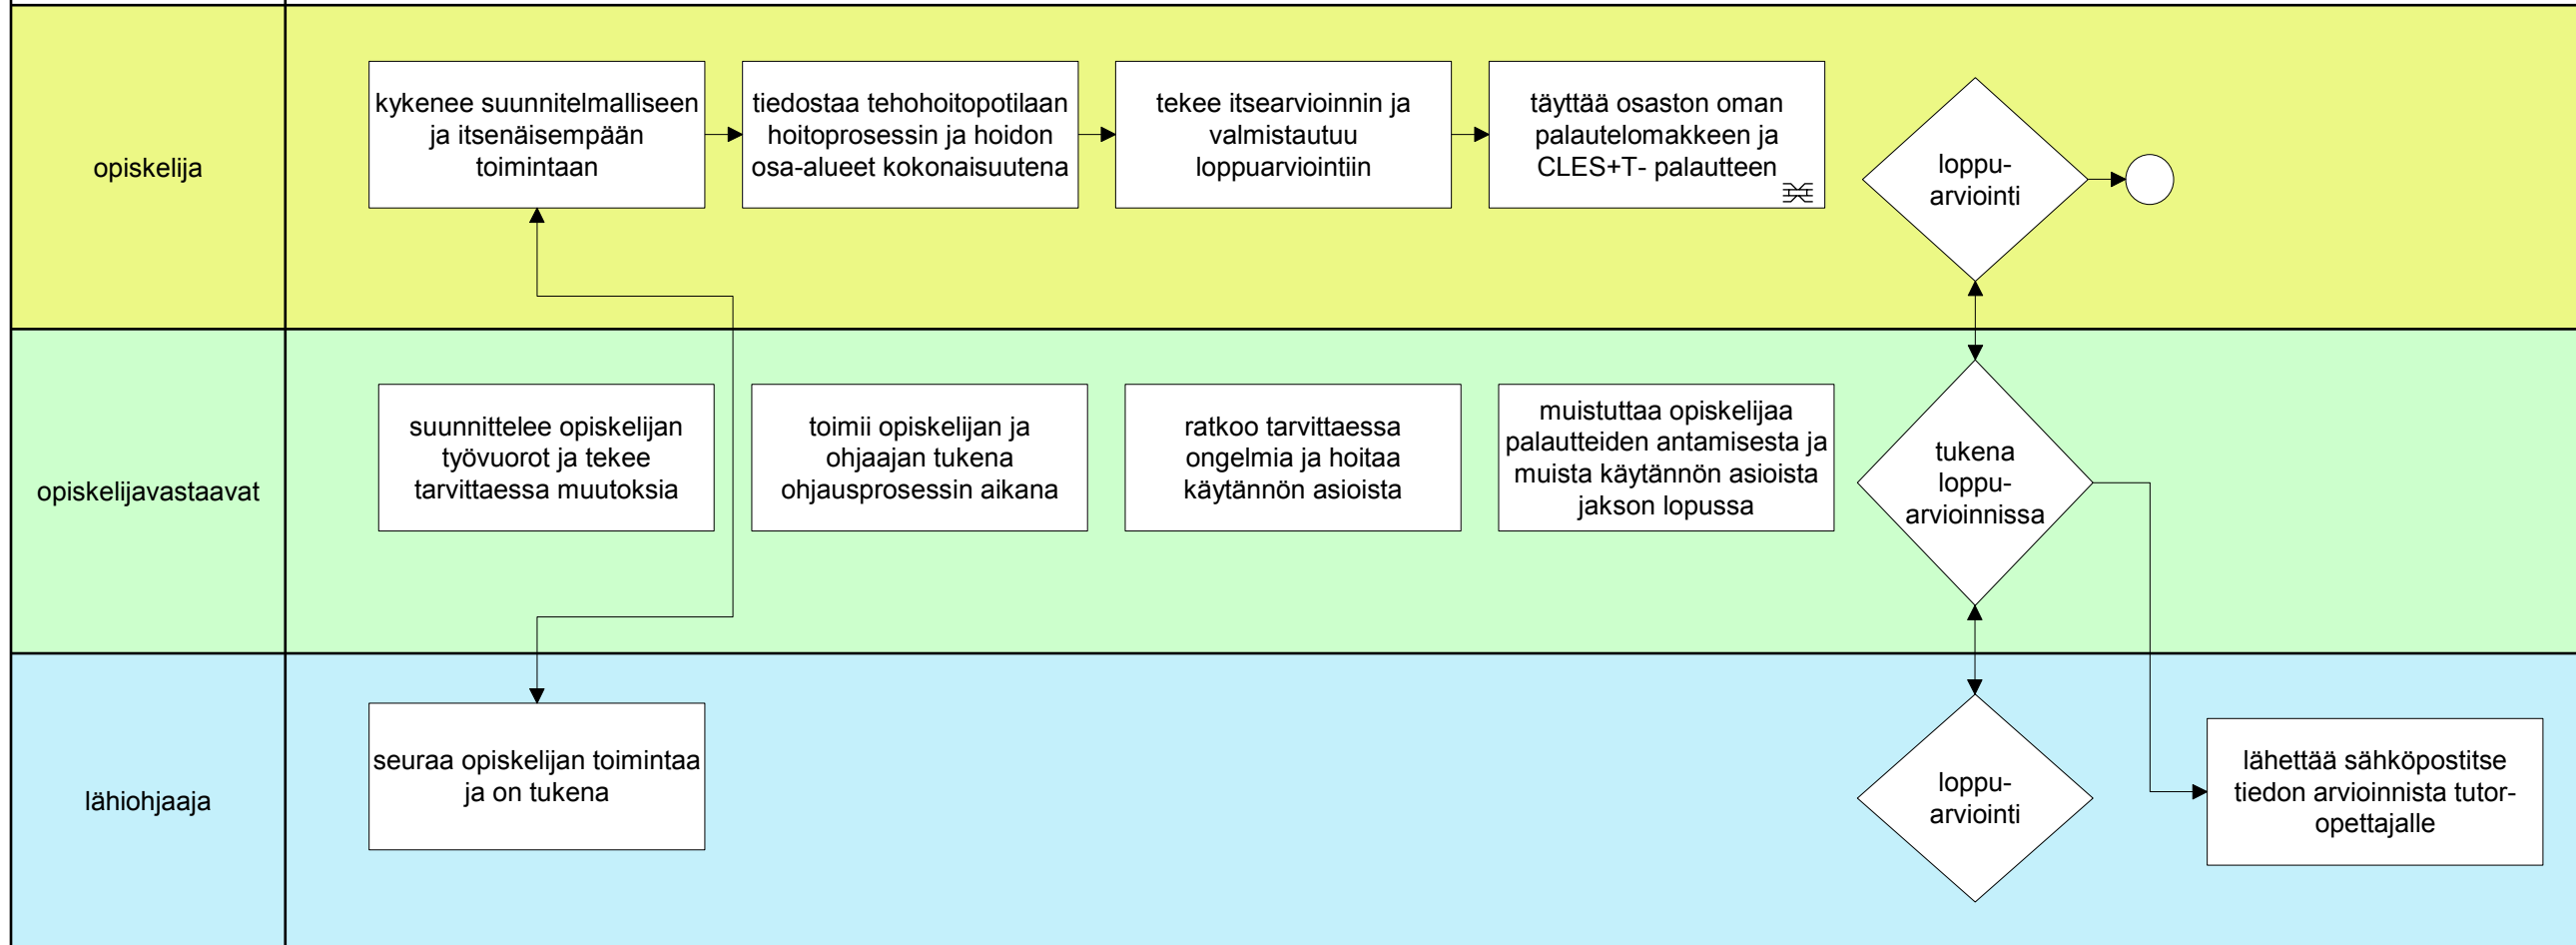 opiskelija
kykenee suunnitelmalliseen
ja itsenäisempään
toimintaan
tiedostaa tehohoitopotilaan
hoitoprosessin ja hoidon
osa-alueet kokonaisuutena
tekee itsearvioinnin ja
valmistautuu
loppuarviointiin
täyttää osaston oman
palautelomakkeen ja
CLES+T- palautteen
loppu-
arviointi
opiskelijavastaavat
suunnittelee opiskelijan
työvuorot ja tekee
tarvittaessa muutoksia
toimii opiskelijan ja
ohjaajan tukena
ohjausprosessin aikana
ratkoo tarvittaessa
ongelmia ja hoitaa
käytännön asioista
muistuttaa opiskelijaa
palautteiden antamisesta ja
muista käytännön asioista
jakson lopussa
tukena
loppu-
arvioinnissa
lähiohjaaja
seuraa opiskelijan toimintaa
ja on tukena
loppu-
arviointi
lähettää sähköpostitse
tiedon arvioinnista tutor-
opettajalle